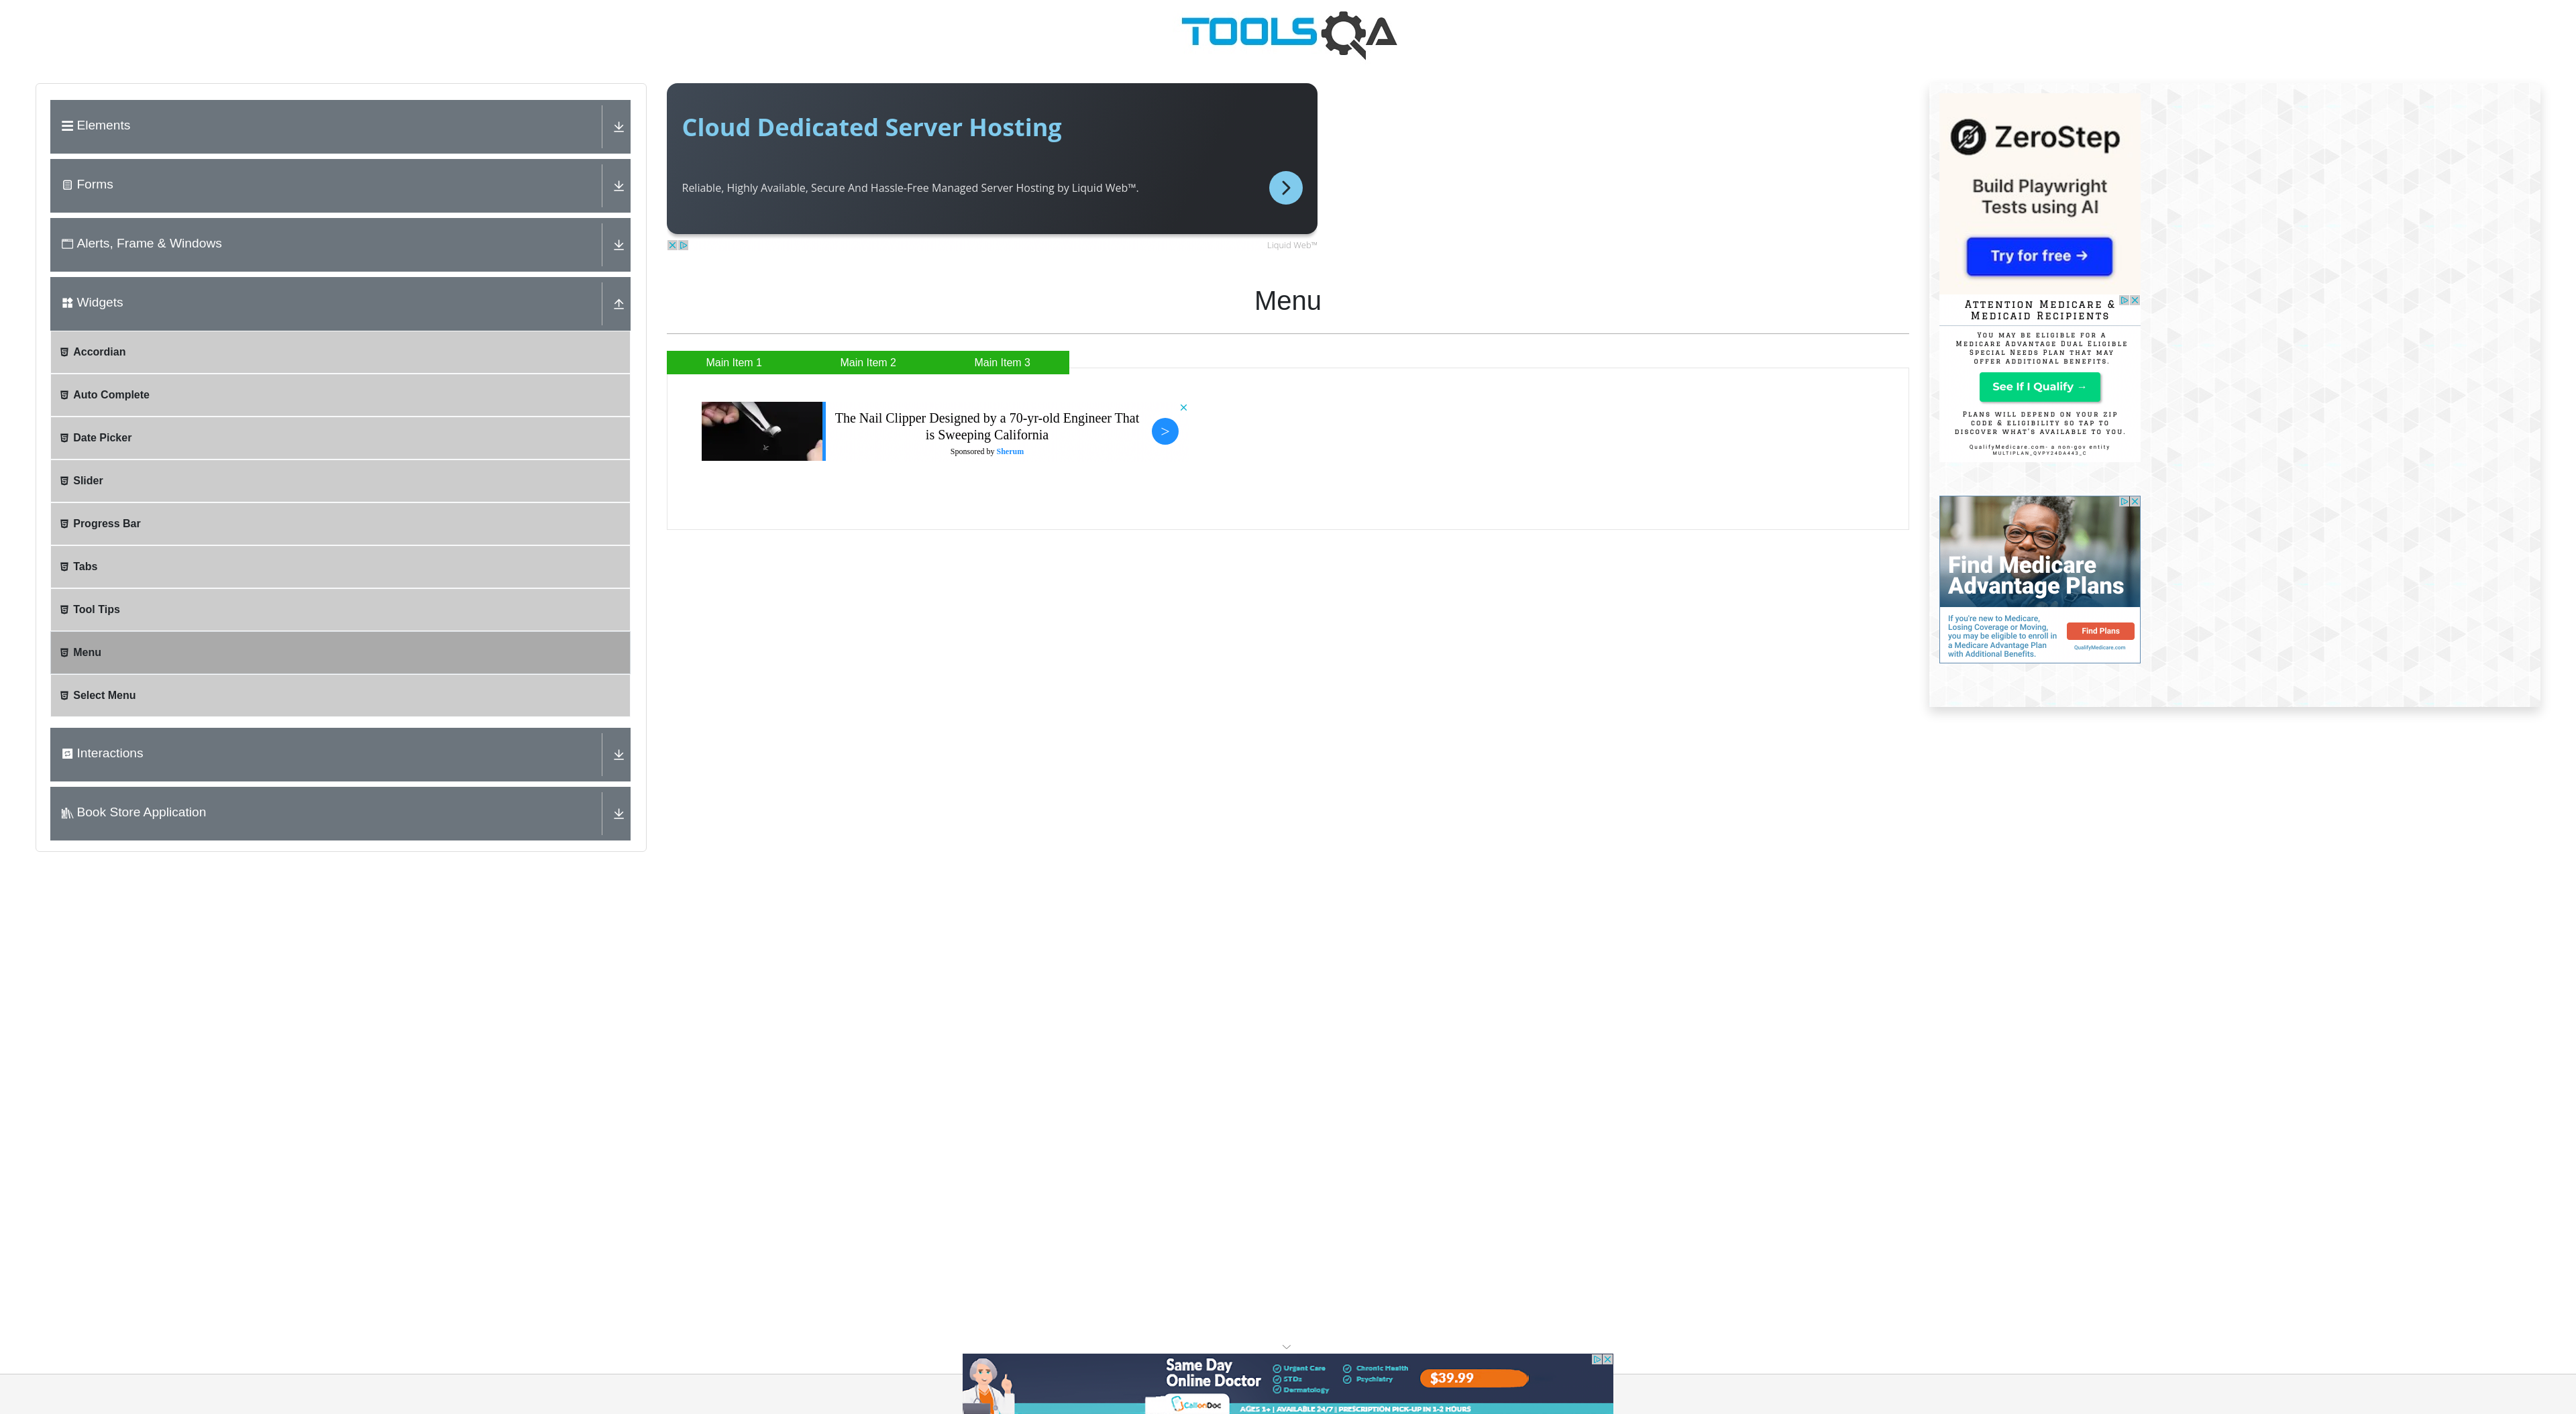 TOOLSQA
Elements
Forms
Alerts, Frame & Windows
Widgets
Accordian
Auto Complete
Date Picker
Slider
Progress Bar
Tabs
Tool Tips
Menu
Select Menu
Interactions
Book Store Application
Cloud Dedicated Server Hosting
Reliable, Highly Available, Secure And Hassle-Free Managed Server Hosting by Liquid Web™.
Liquid Web™
Menu
Main Item 1
Main Item 2
Main Item 3
The Nail Clipper Designed by a 70-yr-old Engineer That
is Sweeping California
Sponsored by Sherum
ZeroStep
Build Playwright
Tests using AI
Try for free →
ATTENTION MEDICARE &
MEDICAID RECIPIENTS
YOU MAY BE ELIGIBLE FOR A
MEDICARE ADVANTAGE DUAL ELIGIBLE
SPECIAL NEEDS PLAN THAT MAY
OFFER ADDITIONAL BENEFITS.
See If I Qualify →
PLANS WILL DEPEND ON YOUR ZIP
CODE & ELIGIBILITY SO TAP TO
DISCOVER WHAT'S AVAILABLE TO YOU.
QualifyMedicare.com- a non-gov entity
MULTIPLAN_QVPYZ4DA443_C
Find Medicare
Advantage Plans
If you're new to Medicare,
Losing Coverage or Moving,
you may be eligible to enroll in
a Medicare Advantage Plan
with Additional Benefits.
Find Plans
QualifyMedicare.com
Same Day
Online Doctor
Urgent Care
STDs
Dermatology
Chronic Health
Psychiatry
$39.99
CallonDoc
AGES 1+ | AVAILABLE 24/7 | PRESCRIPTION PICK-UP IN 1-2 HOURS